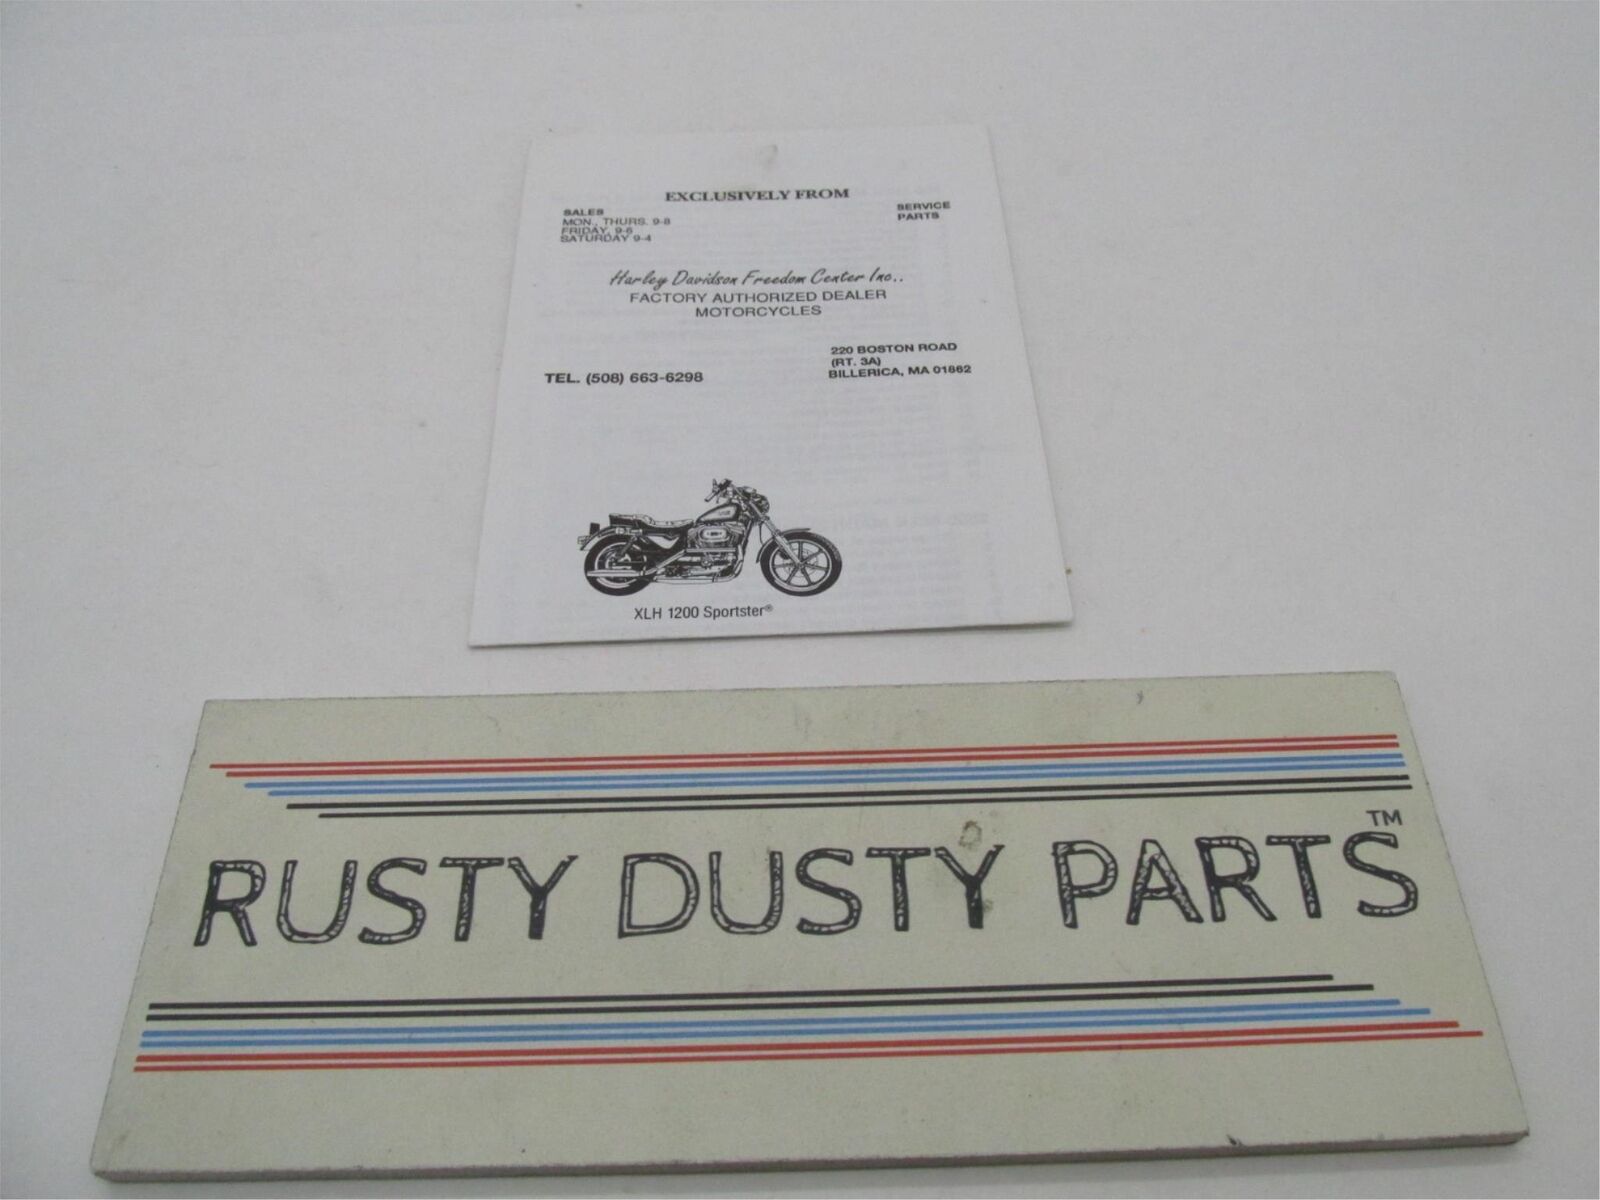 EXCLUSIVELY FROM
SALES
MON., THURS. 9-8
FRIDAY, 9-6
SATURDAY 9-4
SERVICE
PARTS
Harley Davidson Freedom Center Inc..
FACTORY AUTHORIZED DEALER
MOTORCYCLES
TEL. (508) 663-6298
220 BOSTON ROAD
(RT. 3A)
BILLERICA, MA 01862
XLH 1200 Sportster®
RUSTY DUSTY PARTS™